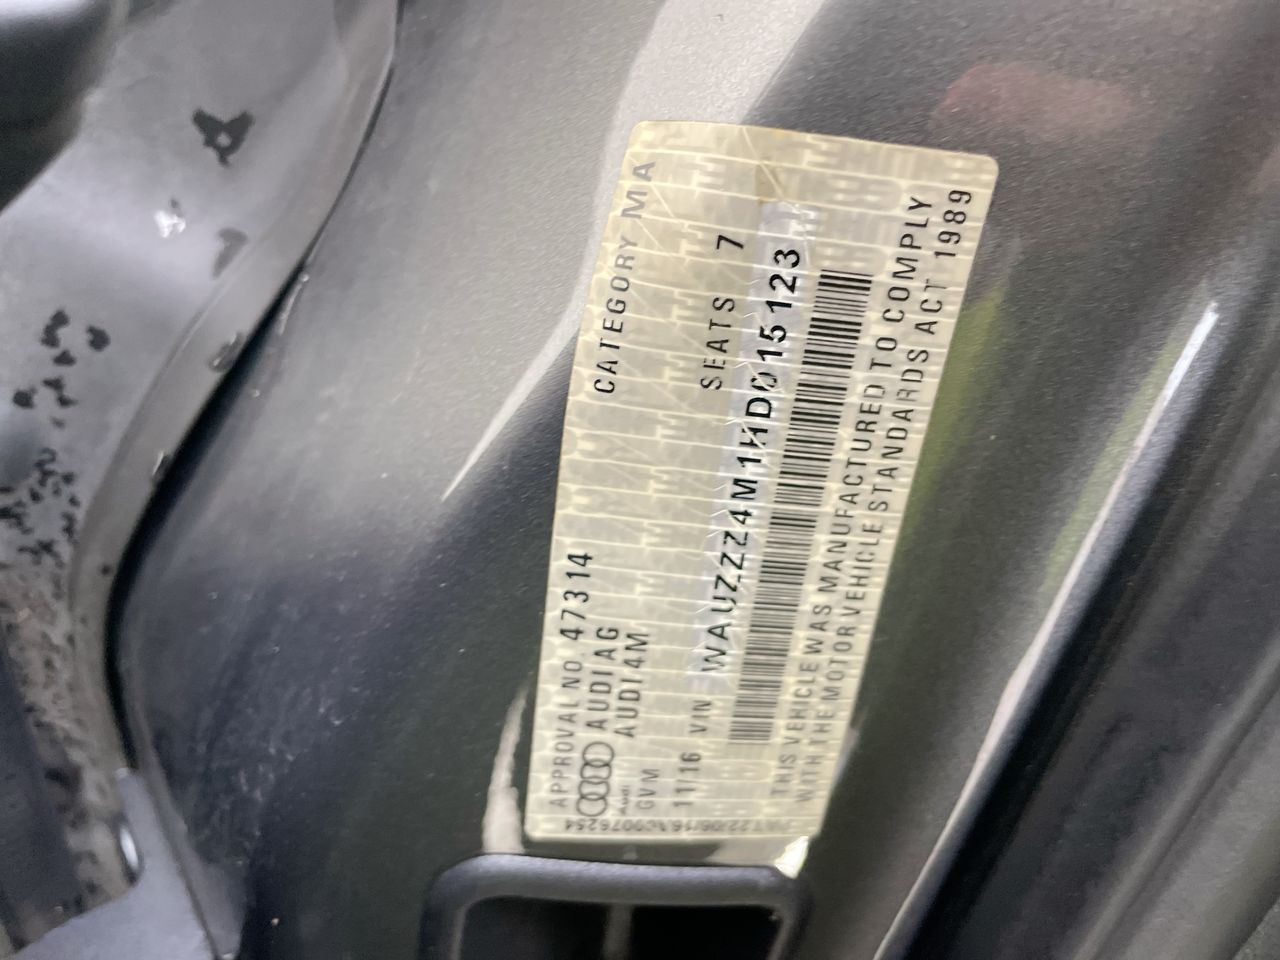 APPROVAL NO. 47314 CATEGORY MA
AUDI AG
AUDI 4M
Audi
GVM SEATS 7
11/16 VIN WAUZZZ4M1HD015123
THIS VEHICLE WAS MANUFACTURED TO COMPLY
WITH THE MOTOR VEHICLE STANDARDS ACT 1989